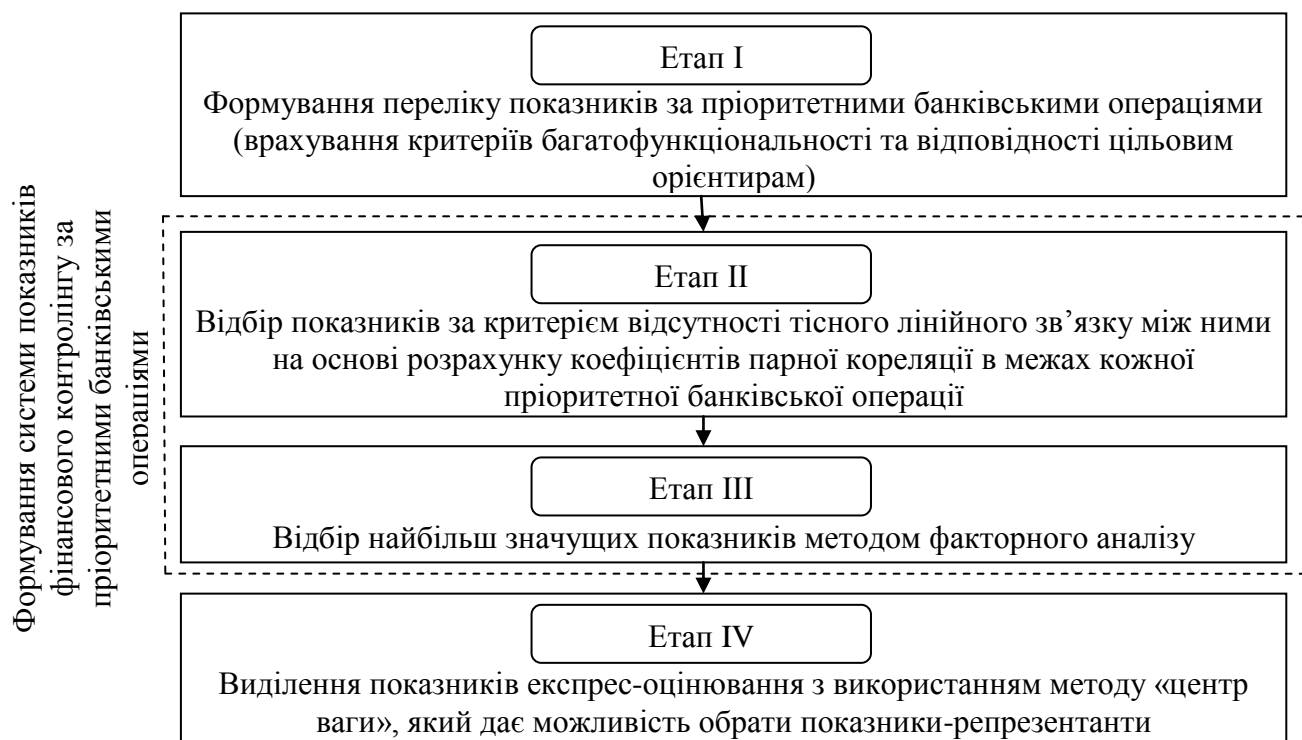 Формування системи показників
фінансового контролінгу за
пріоритетними банківськими
операціями
Етап I
Формування переліку показників за пріоритетними банківськими операціями
(врахування критеріїв багатофункціональності та відповідності цільовим
орієнтирам)
Етап II
Відбір показників за критерієм відсутності тісного лінійного зв’язку між ними
на основі розрахунку коефіцієнтів парної кореляції в межах кожної
пріоритетної банківської операції
Етап III
Відбір найбільш значущих показників методом факторного аналізу
Етап IV
Виділення показників експрес-оцінювання з використанням методу «центр
ваги», який дає можливість обрати показники-репрезентанти